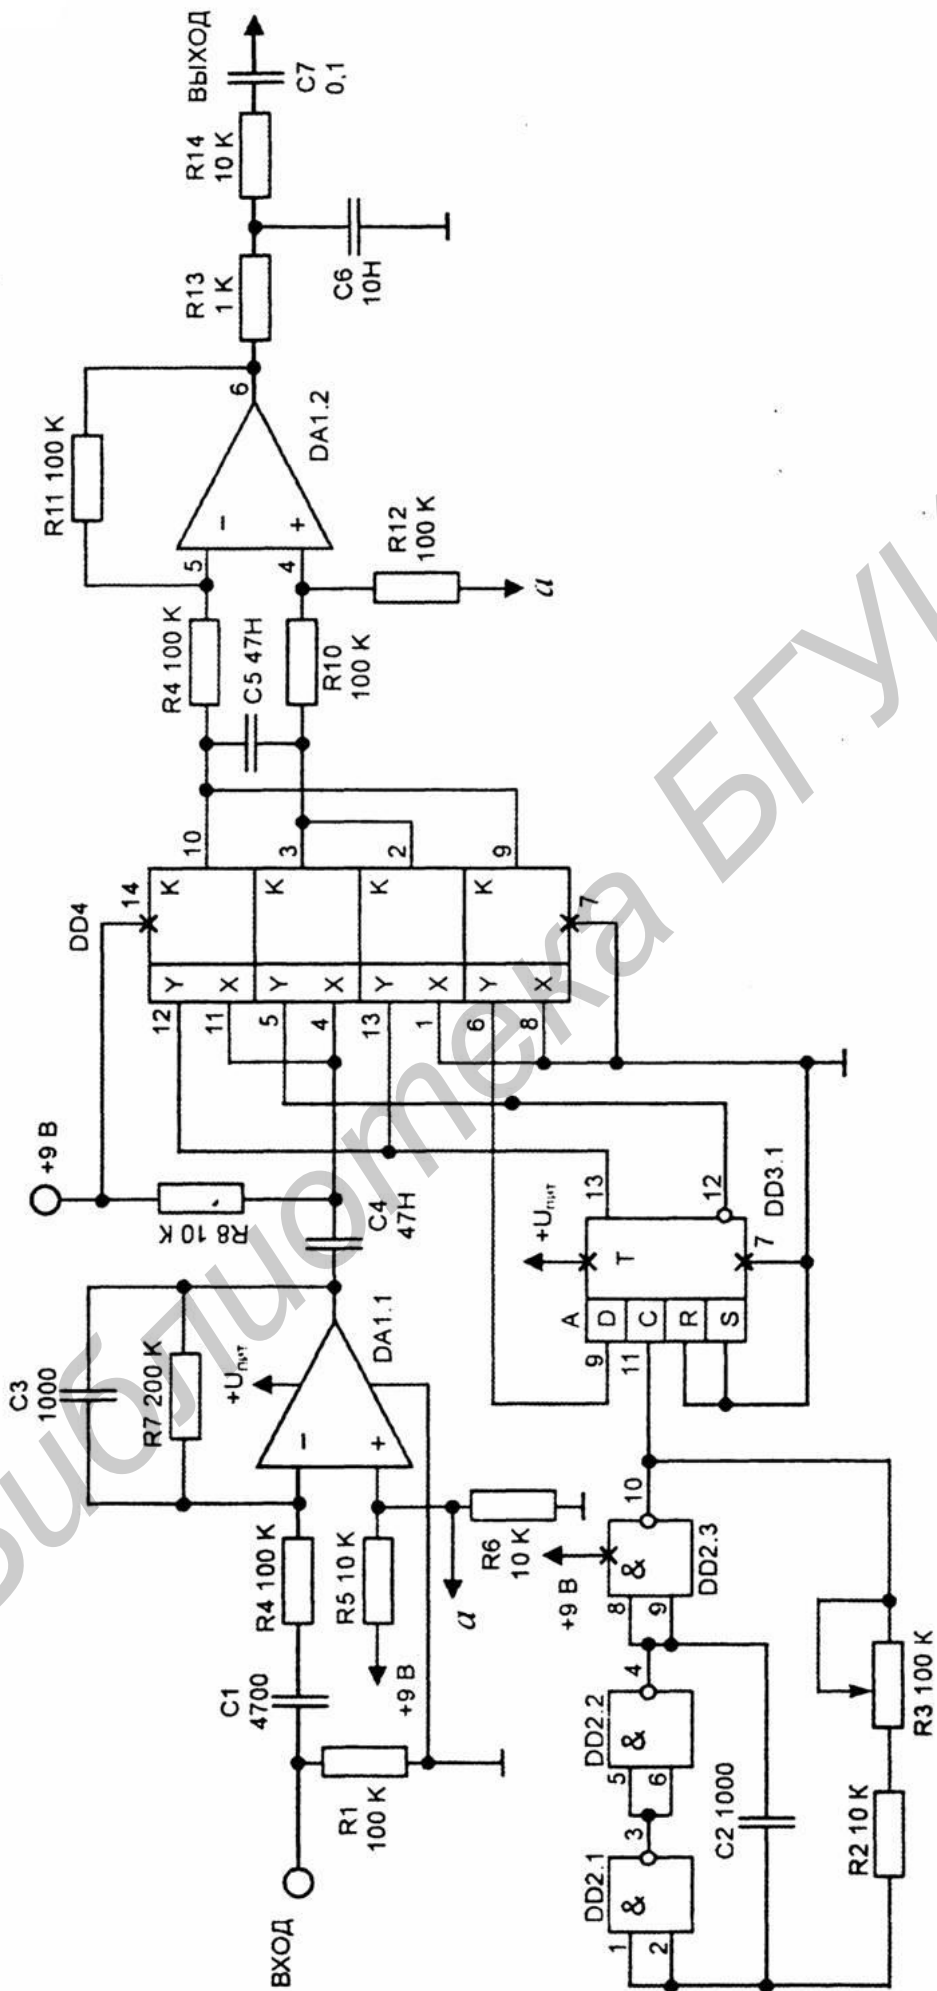 ВХОД
R1
100 K
C1
4700
R4 100 K
R5 10 K
+9 В
a
R6
10 K
C3
1000
R7 200 K
+Uпит
−
+
DA1.1
C4
47Н
R8 10 K
+9 В
DD4
14
12
Y
K
10
11
X
5
Y
K
3
4
X
13
Y
K
2
1
X
6
Y
K
9
8
X
7
R4 100 K
C5 47Н
R10
100 K
R11 100 K
5
−
4
+
6
DA1.2
R12
100 K
a
R13
1 K
C6
10Н
R14
10 K
C7
0,1
ВЫХОД
DD2.1
1
2
&
3
DD2.2
5
6
&
4
+9 В
8
9
&
10
DD2.3
C2 1000
R2 10 K
R3 100 K
+Uпит
A
9
D
T
13
11
C
R
S
12
7
DD3.1
Библиотека БГУИ